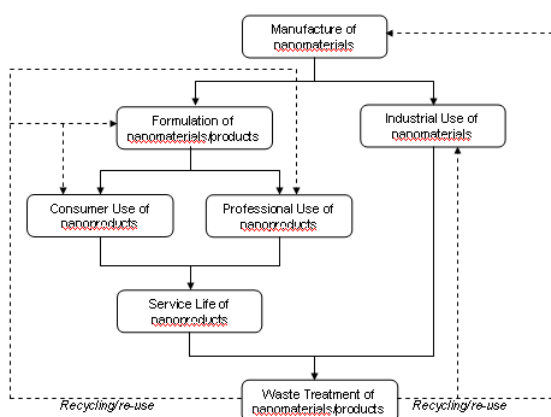 Manufacture of
nanomaterials
Formulation of
nanomaterials/products
Industrial Use of
nanomaterials
Consumer Use of
nanoproducts
Professional Use of
nanoproducts
Service Life of
nanoproducts
Waste Treatment of
nanomaterials/products
Recycling/re-use
Recycling/re-use